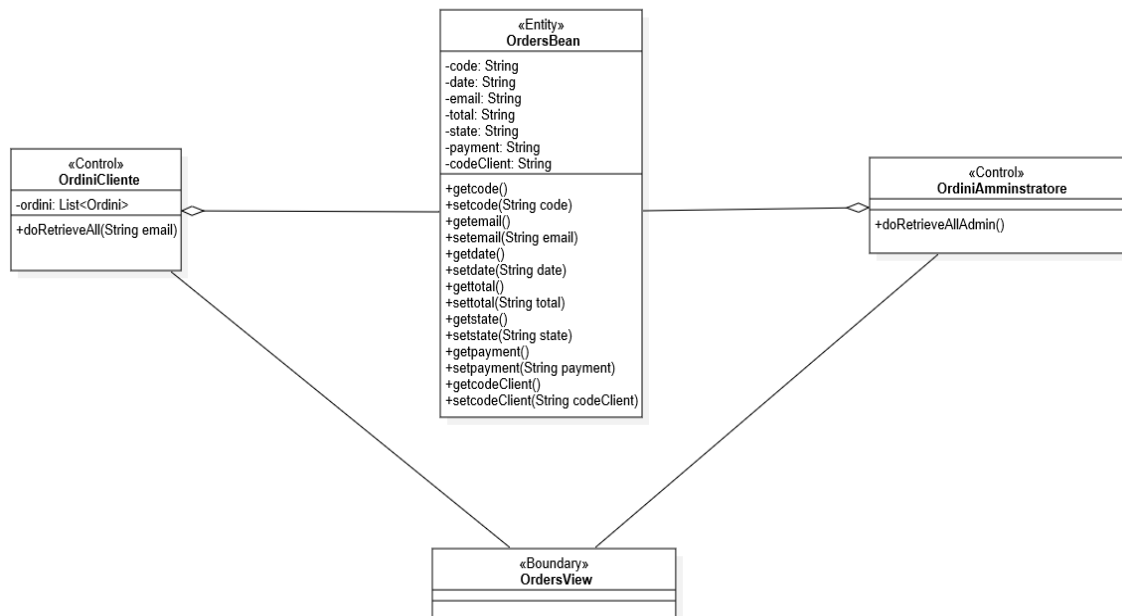 «Entity»
OrdersBean
-code: String
-date: String
-email: String
-total: String
-state: String
-payment: String
-codeClient: String
+getcode()
+setcode(String code)
+getemail()
+setemail(String email)
+getdate()
+setdate(String date)
+gettotal()
+settotal(String total)
+getstate()
+setstate(String state)
+getpayment()
+setpayment(String payment)
+getcodeClient()
+setcodeClient(String codeClient)
«Control»
OrdiniCliente
-ordini: List<Ordini>
+doRetrieveAll(String email)
«Control»
OrdiniAmminstratore
+doRetrieveAllAdmin()
«Boundary»
OrdersView